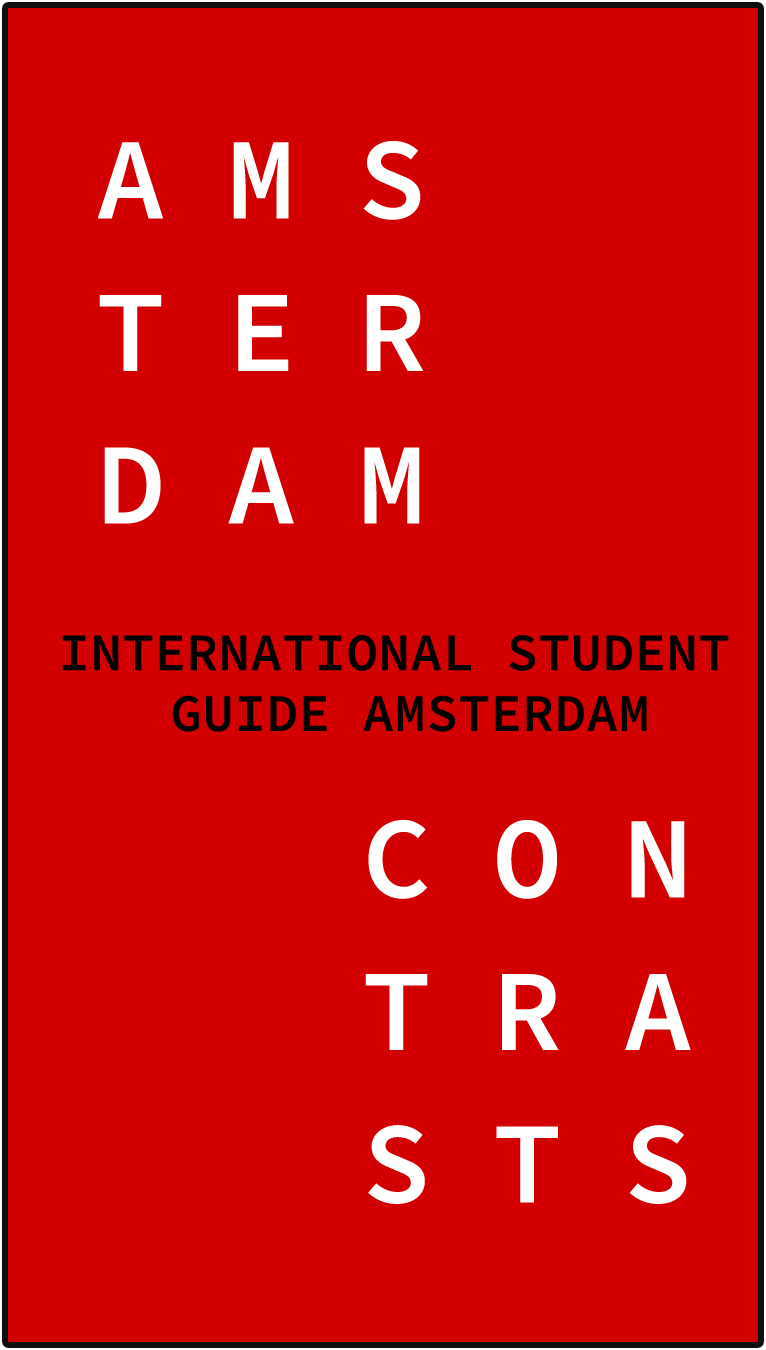 A M S
T E R
D A M
INTERNATIONAL STUDENT
GUIDE AMSTERDAM
C O N
T R A
S T S